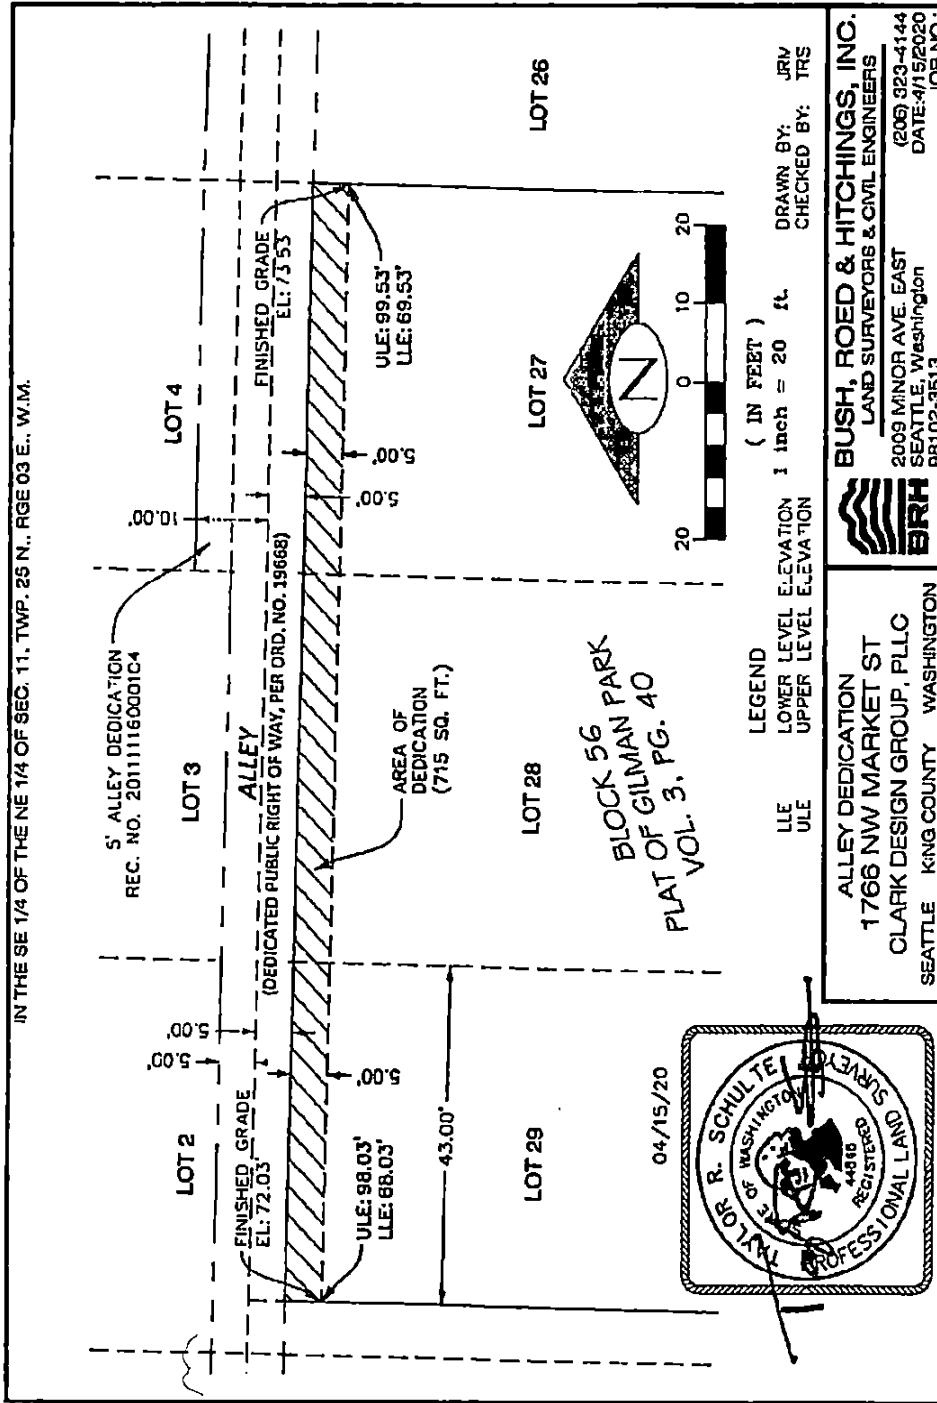 IN THE SE 1/4 OF THE NE 1/4 OF SEC. 11, TWP. 25 N., RGE 03 E., W.M.
5' ALLEY DEDICATION
REC. NO. 20111116000104
LOT 2
LOT 3
LOT 4
10.00'
5.00'
5.00'
ALLEY
(DEDICATED PUBLIC RIGHT OF WAY, PER ORD. NO. 19668)
FINISHED GRADE
EL: 72.03'
FINISHED GRADE
EL: 73.53
5.00'
5.00'
5.00'
ULE: 98.03'
LLE: 68.03'
AREA OF
DEDICATION
(715 SQ. FT.)
ULE: 99.53'
LLE: 69.53'
43.00'
LOT 29
LOT 28
LOT 27
LOT 26
BLOCK 56
PLAT OF GILMAN PARK
VOL. 3, PG. 40
N
20 0 10 20
( IN FEET )
1 inch = 20 ft.
LEGEND
LLE LOWER LEVEL ELEVATION
ULE UPPER LEVEL ELEVATION
DRAWN BY: JRM
CHECKED BY: TRS
04/15/20
TAYLOR R. SCHULTE
OF WASHINGTON
REGISTERED
PROFESSIONAL LAND SURVEYOR
ALLEY DEDICATION
1766 NW MARKET ST
CLARK DESIGN GROUP, PLLC
SEATTLE KING COUNTY WASHINGTON
BRH
BUSH, ROED & HITCHINGS, INC.
LAND SURVEYORS & CIVIL ENGINEERS
2009 MINOR AVE. EAST (206) 323-4144
SEATTLE, Washington DATE:4/15/2020
98102-3513 JOB NO.: